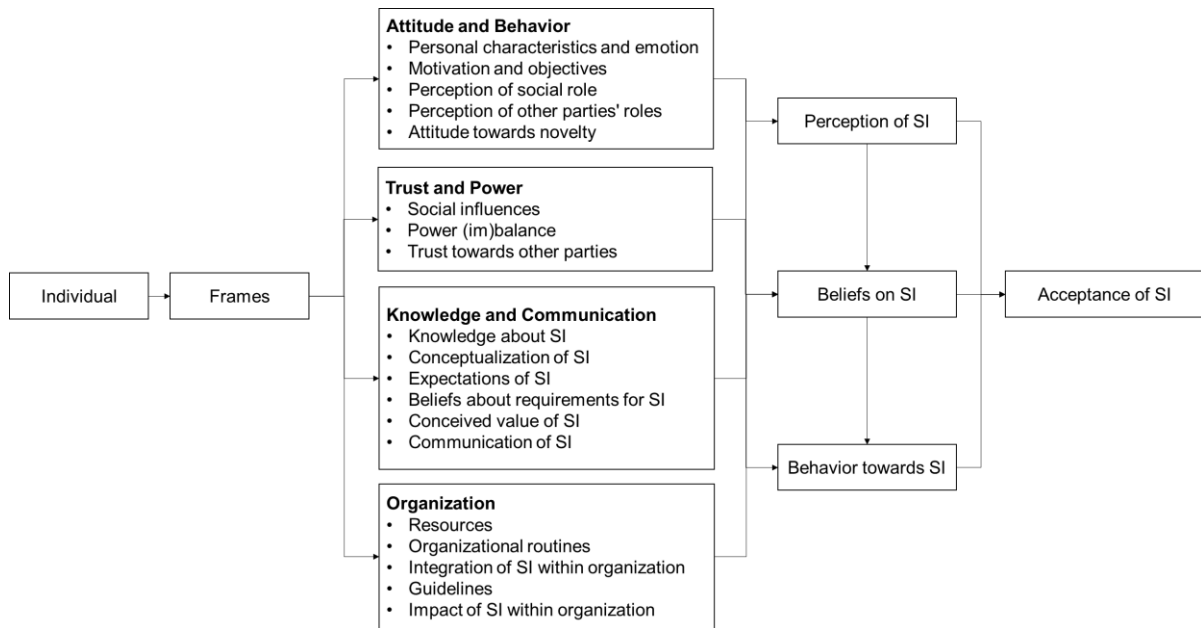 Individual
Frames
Attitude and Behavior
• Personal characteristics and emotion
• Motivation and objectives
• Perception of social role
• Perception of other parties' roles
• Attitude towards novelty
Trust and Power
• Social influences
• Power (im)balance
• Trust towards other parties
Knowledge and Communication
• Knowledge about SI
• Conceptualization of SI
• Expectations of SI
• Beliefs about requirements for SI
• Conceived value of SI
• Communication of SI
Organization
• Resources
• Organizational routines
• Integration of SI within organization
• Guidelines
• Impact of SI within organization
Perception of SI
Beliefs on SI
Behavior towards SI
Acceptance of SI